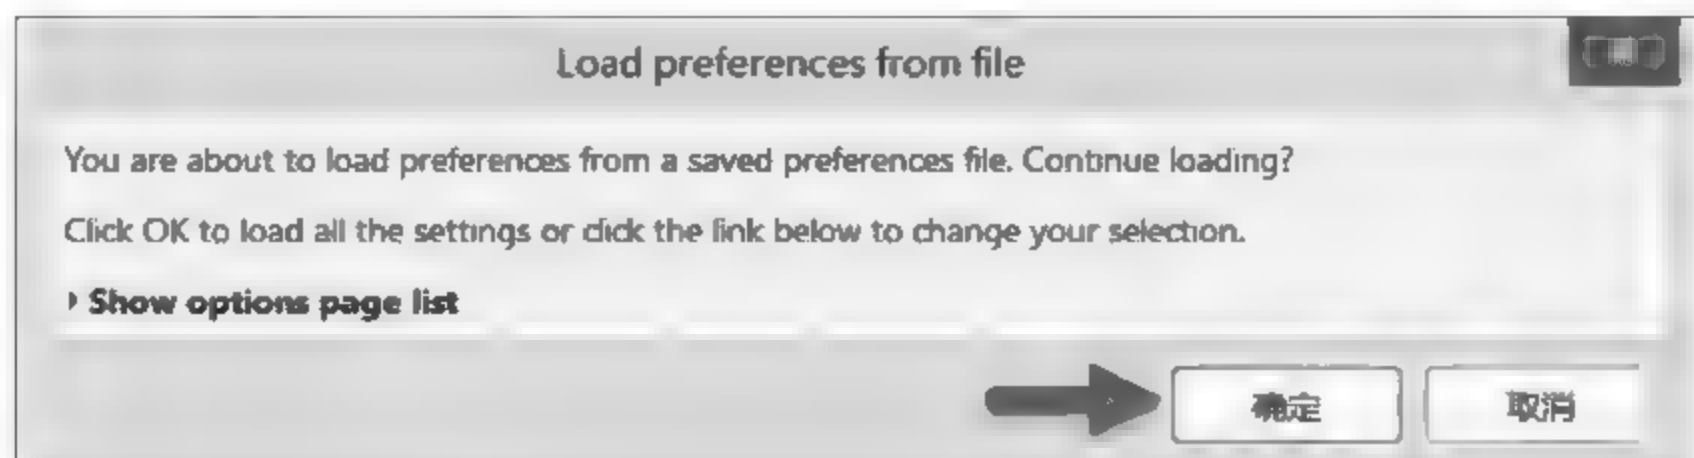 Load preferences from file
You are about to load preferences from a saved preferences file. Continue loading?
Click OK to load all the settings or click the link below to change your selection.
Show options page list
确定 取消